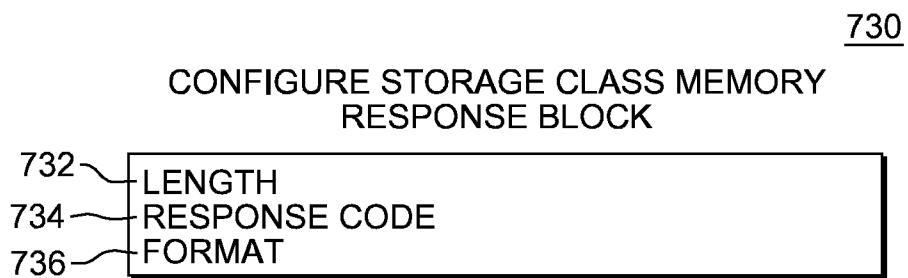 730
CONFIGURE STORAGE CLASS MEMORY
RESPONSE BLOCK
732 LENGTH
734 RESPONSE CODE
736 FORMAT